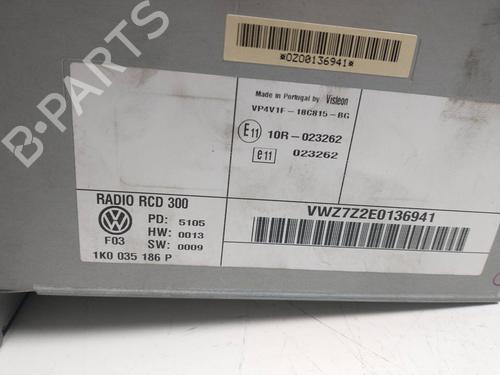 *OZO0136941*
Made in Portugal by Visteon
VP4V1F-18C815-BG
E11 10R-023262
e11 023262
RADIO RCD 300
PD: 5105
HW: 0013
F03 SW: 0009
1K0 035 186 P
VWZ7Z2E0136941
B-PARTS